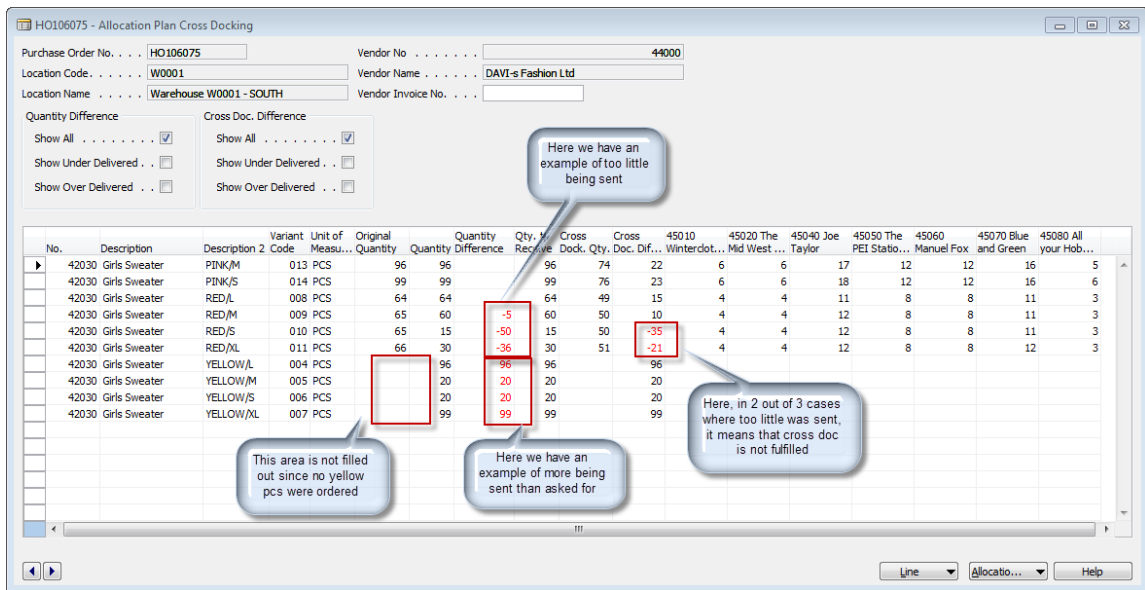 HO106075 - Allocation Plan Cross Docking
Purchase Order No. . . . HO106075 Vendor No . . . . . . . 44000
Location Code. . . . . . W0001 Vendor Name . . . . . . DAVI-s Fashion Ltd
Location Name . . . . . Warehouse W0001 - SOUTH Vendor Invoice No. . . .
Quantity Difference Cross Doc. Difference
Show All . . . . . . . . Show All . . . . . . . .
Show Under Delivered . . Show Under Delivered . .
Show Over Delivered . . Show Over Delivered . .
Here we have an
example of too little
being sent
Variant Unit of Original Quantity Qty. Cross Cross 45010 45020 The 45040 Joe 45050 The 45060 45070 Blue 45080 All
No. Description Description 2 Code Measu... Quantity Quantity Difference Receive Dock. Qty. Doc. Dif... Winterclot... Mid West ... Taylor PEI Statio... Manuel Fox and Green your Hob...
42030 Girls Sweater PINK/M 013 PCS 96 96 96 74 22 6 6 17 12 12 16 5
42030 Girls Sweater PINK/S 014 PCS 99 99 99 76 23 6 6 18 12 12 16 6
42030 Girls Sweater RED/L 008 PCS 64 64 64 49 15 4 4 11 8 8 11 3
42030 Girls Sweater RED/M 009 PCS 65 60 -5 60 50 10 4 4 12 8 8 11 3
42030 Girls Sweater RED/S 010 PCS 65 15 -50 15 50 -35 4 4 12 8 8 11 3
42030 Girls Sweater RED/XL 011 PCS 66 30 -36 30 51 -21 4 4 12 8 8 12 3
42030 Girls Sweater YELLOW/L 004 PCS 96 96 96 96
42030 Girls Sweater YELLOW/M 005 PCS 20 20 20 20
42030 Girls Sweater YELLOW/S 006 PCS 20 20 20 20
42030 Girls Sweater YELLOW/XL 007 PCS 99 99 99 99
Here, in 2 out of 3 cases
where too little was sent,
it means that cross doc
is not fulfilled
This area is not filled
out since no yellow
pcs were ordered
Here we have an
example of more being
sent than asked for
Line Allocatio... Help